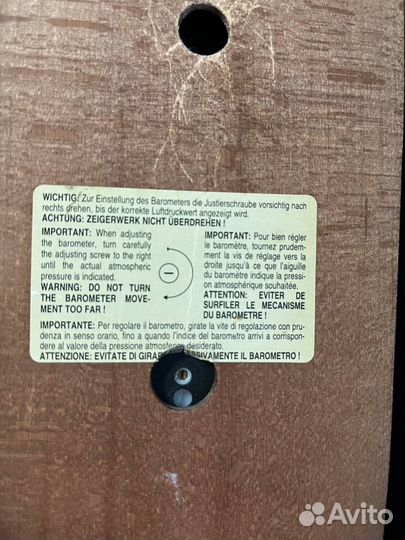 WICHTIG: Zur Einstellung des Barometers die Justierschraube vorsichtig nach
rechts drehen, bis der korrekte Luftdruckwert angezeigt wird.
ACHTUNG: ZEIGERWERK NICHT ÜBERDREHEN !
IMPORTANT: When adjusting
the barometer, turn carefully
the adjusting screw to the right
until the actual atmospheric
pressure is indicated.
WARNING: DO NOT TURN
THE BAROMETER MOVE-
MENT TOO FAR !
IMPORTANT: Pour bien régler
le baromètre, tournez prudem-
ment la vis de réglage vers la
droite jusqu'à ce que l'aiguille
du baromètre indique la pressi-
on atmosphérique souhaitée.
ATTENTION: EVITER DE
SURFILER LE MECANISME
DU BAROMETRE !
IMPORTANTE: Per regolare il barometro, girate la vite di regolazione con pru-
denza in senso orario, fino a quando l'indice del barometro arrivi a corrispon-
dere al valore della pressione atmosferica desiderato.
ATTENZIONE: EVITATE DI GIRARE IL BAROMETRO !
Avito